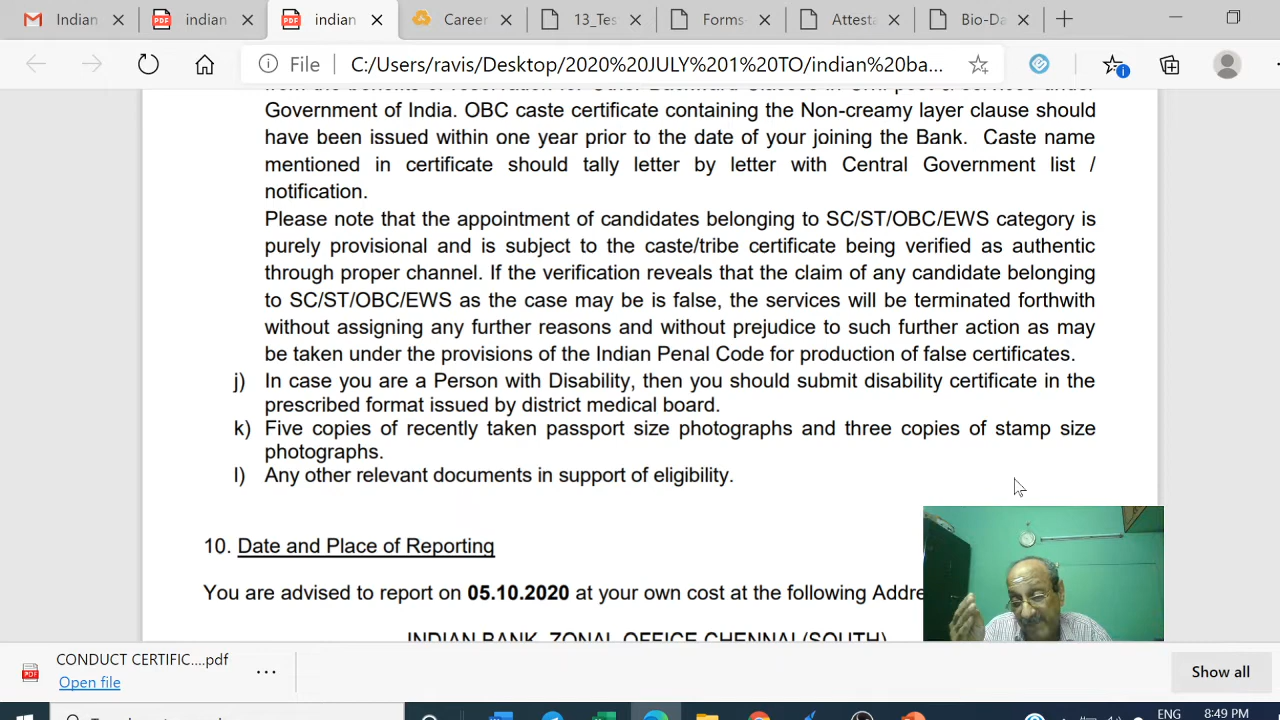 Indian
indian
indian
Career
13_Tes
Forms
Attesta
Bio-Da
File
C:/Users/ravis/Desktop/2020%20JULY%201%20TO/indian%20ba...
Government of India. OBC caste certificate containing the Non-creamy layer clause should
have been issued within one year prior to the date of your joining the Bank. Caste name
mentioned in certificate should tally letter by letter with Central Government list /
notification.
Please note that the appointment of candidates belonging to SC/ST/OBC/EWS category is
purely provisional and is subject to the caste/tribe certificate being verified as authentic
through proper channel. If the verification reveals that the claim of any candidate belonging
to SC/ST/OBC/EWS as the case may be is false, the services will be terminated forthwith
without assigning any further reasons and without prejudice to such further action as may
be taken under the provisions of the Indian Penal Code for production of false certificates.
j) In case you are a Person with Disability, then you should submit disability certificate in the
prescribed format issued by district medical board.
k) Five copies of recently taken passport size photographs and three copies of stamp size
photographs.
l) Any other relevant documents in support of eligibility.
10. Date and Place of Reporting
You are advised to report on 05.10.2020 at your own cost at the following Addre
INDIAN BANK, ZONAL OFFICE CHENNAI(SOUTH)
CONDUCT CERTIFIC....pdf
Open file
Show all
ENG
8:49 PM